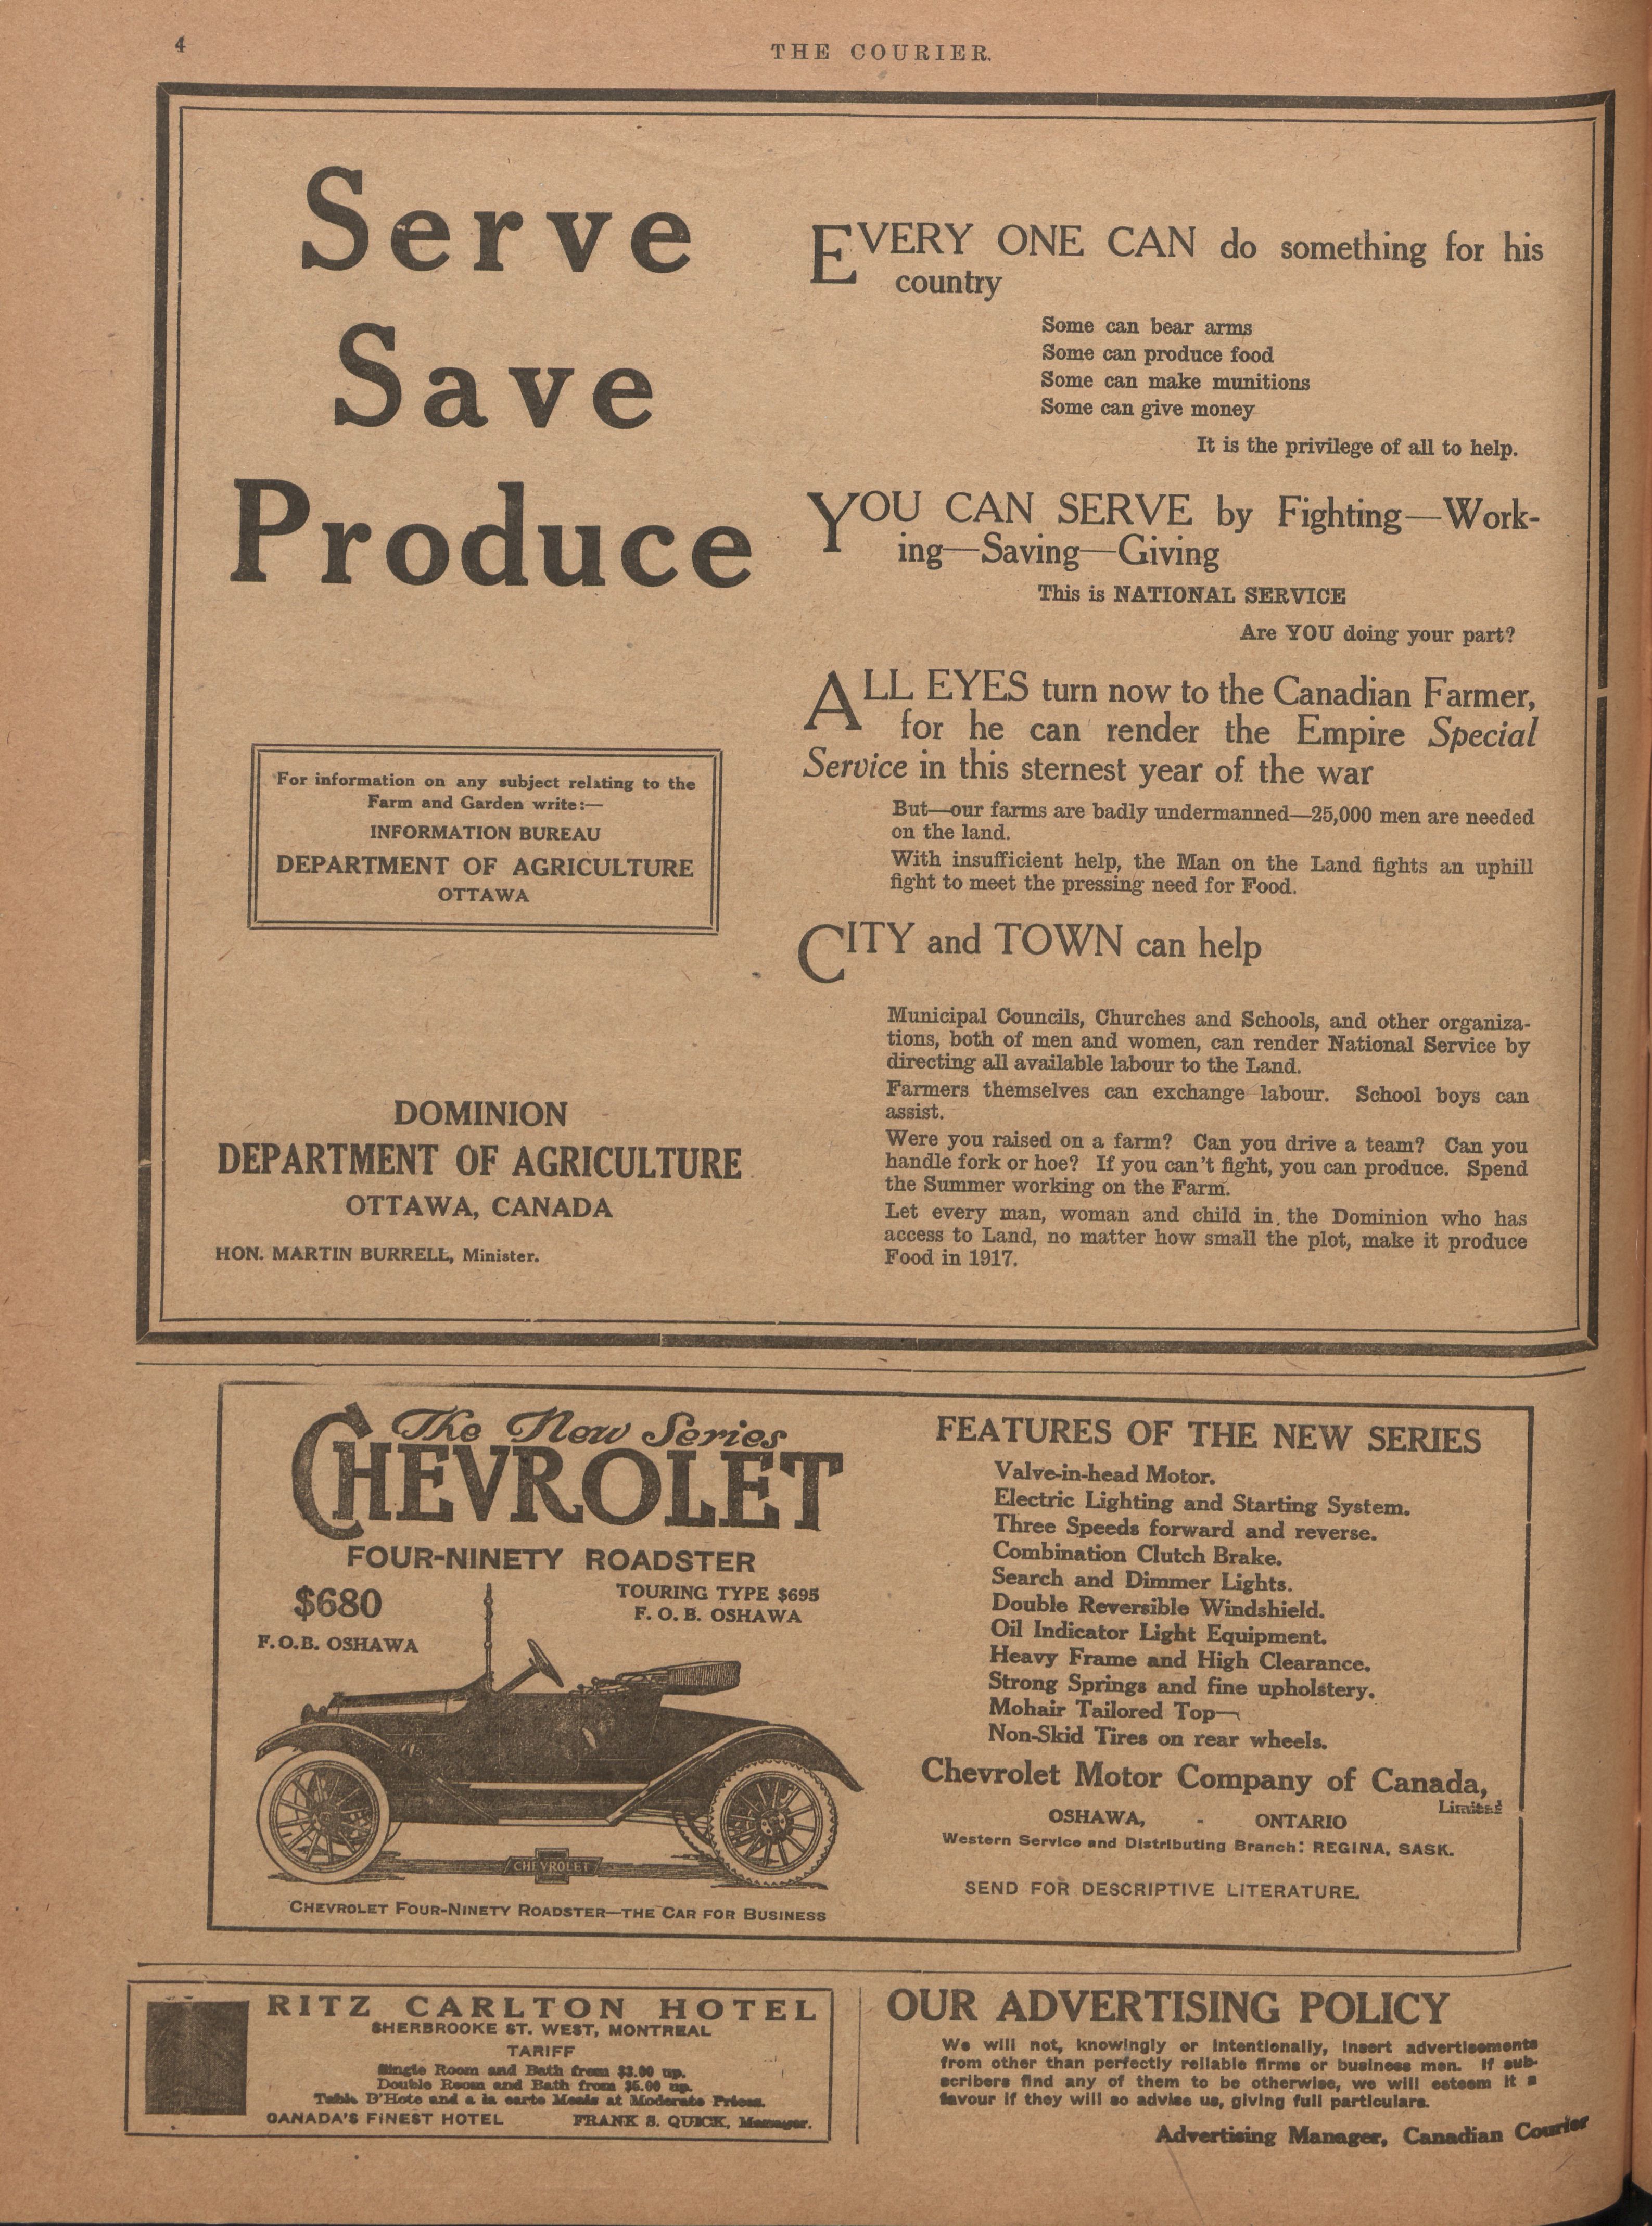 4
THE COURIER.
Serve
Save
Produce
For information on any subject relating to the
Farm and Garden write:—
INFORMATION BUREAU
DEPARTMENT OF AGRICULTURE
OTTAWA
DOMINION
DEPARTMENT OF AGRICULTURE
OTTAWA, CANADA
HON. MARTIN BURRELL, Minister.
EVERY ONE CAN do something for his
country
Some can bear arms
Some can produce food
Some can make munitions
Some can give money
It is the privilege of all to help.
YOU CAN SERVE by Fighting—Work-
ing—Saving—Giving
This is NATIONAL SERVICE
Are YOU doing your part?
ALL EYES turn now to the Canadian Farmer,
for he can render the Empire Special
Service in this sternest year of the war
But—our farms are badly undermanned—25,000 men are needed
on the land.
With insufficient help, the Man on the Land fights an uphill
fight to meet the pressing need for Food.
CITY and TOWN can help
Municipal Councils, Churches and Schools, and other organiza-
tions, both of men and women, can render National Service by
directing all available labour to the Land.
Farmers themselves can exchange labour. School boys can
assist.
Were you raised on a farm? Can you drive a team? Can you
handle fork or hoe? If you can't fight, you can produce. Spend
the Summer working on the Farm.
Let every man, woman and child in the Dominion who has
access to Land, no matter how small the plot, make it produce
Food in 1917.
The New Series
CHEVROLET
FOUR-NINETY ROADSTER
$680
F.O.B. OSHAWA
TOURING TYPE $695
F. O. B. OSHAWA
CHEVROLET
CHEVROLET FOUR-NINETY ROADSTER—THE CAR FOR BUSINESS
FEATURES OF THE NEW SERIES
Valve-in-head Motor.
Electric Lighting and Starting System.
Three Speeds forward and reverse.
Combination Clutch Brake.
Search and Dimmer Lights.
Double Reversible Windshield.
Oil Indicator Light Equipment.
Heavy Frame and High Clearance.
Strong Springs and fine upholstery.
Mohair Tailored Top—
Non-Skid Tires on rear wheels.
Chevrolet Motor Company of Canada,
Limited
OSHAWA, - ONTARIO
Western Service and Distributing Branch: REGINA, SASK.
SEND FOR DESCRIPTIVE LITERATURE.
RITZ CARLTON HOTEL
SHERBROOKE ST. WEST, MONTREAL
TARIFF
Single Room and Bath from $3.00 up.
Double Room and Bath from $5.00 up.
Table D'Hote and a la carte Meals at Moderate Prices.
CANADA'S FINEST HOTEL FRANK S. QUICK, Manager.
OUR ADVERTISING POLICY
We will not, knowingly or intentionally, insert advertisements
from other than perfectly reliable firms or business men. If sub-
scribers find any of them to be otherwise, we will esteem it a
favour if they will so advise us, giving full particulars.
Advertising Manager, Canadian Courier